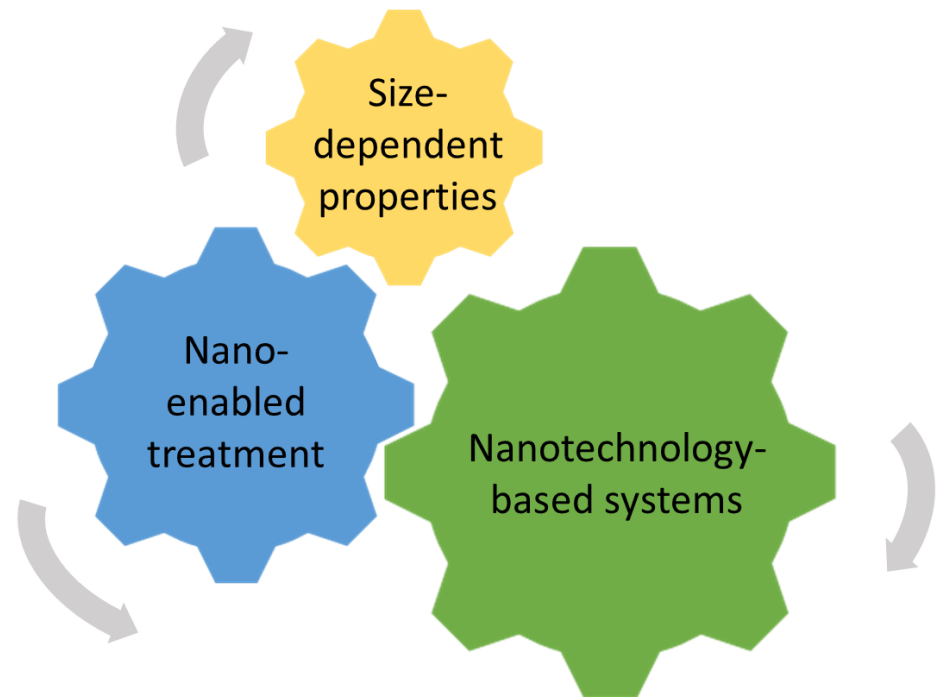 Size-
dependent
properties
Nano-
enabled
treatment
Nanotechnology-
based systems